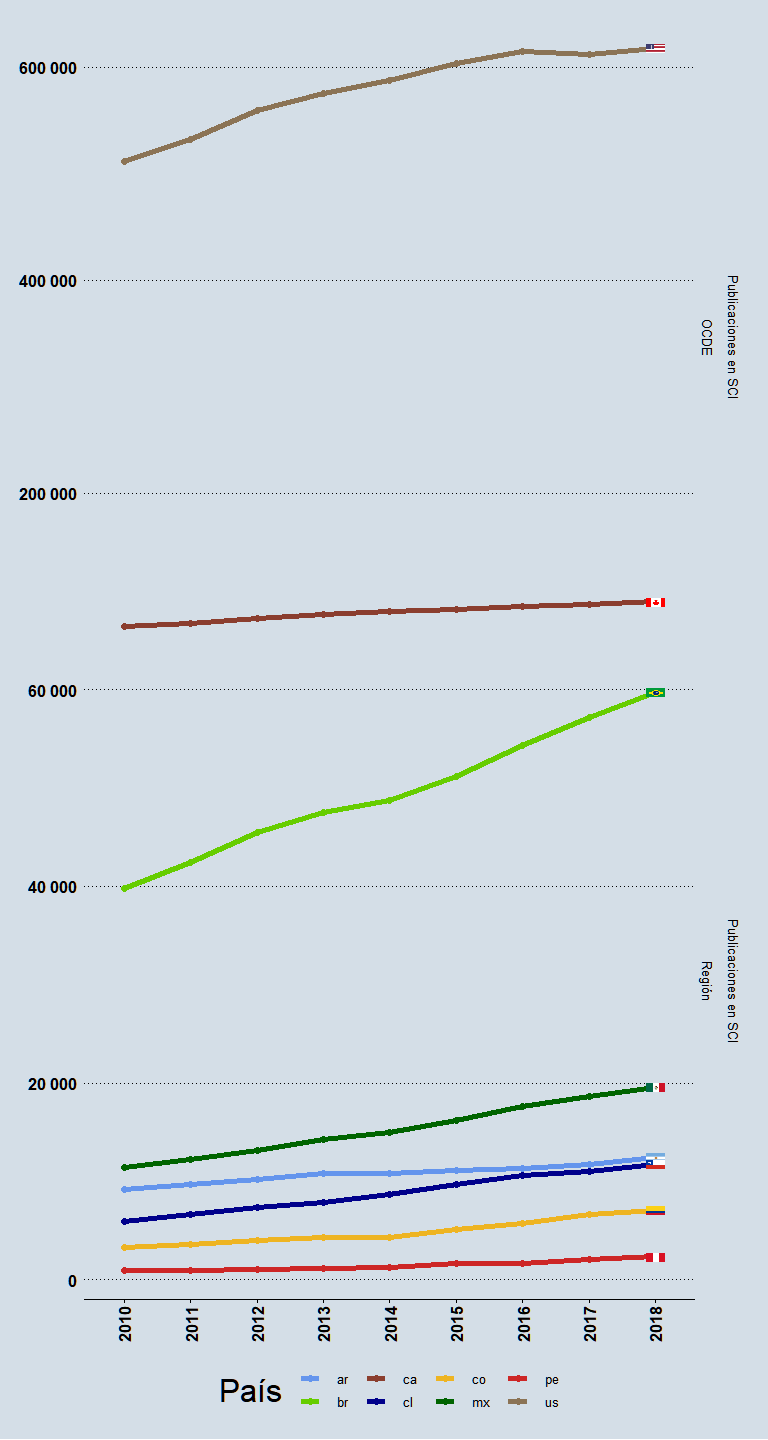 600 000
400 000
200 000
Publicaciones en SCI
OCDE
60 000
40 000
20 000
0
Publicaciones en SCI
Región
2010 2011 2012 2013 2014 2015 2016 2017 2018
País
ar ca co pe
br cl mx us